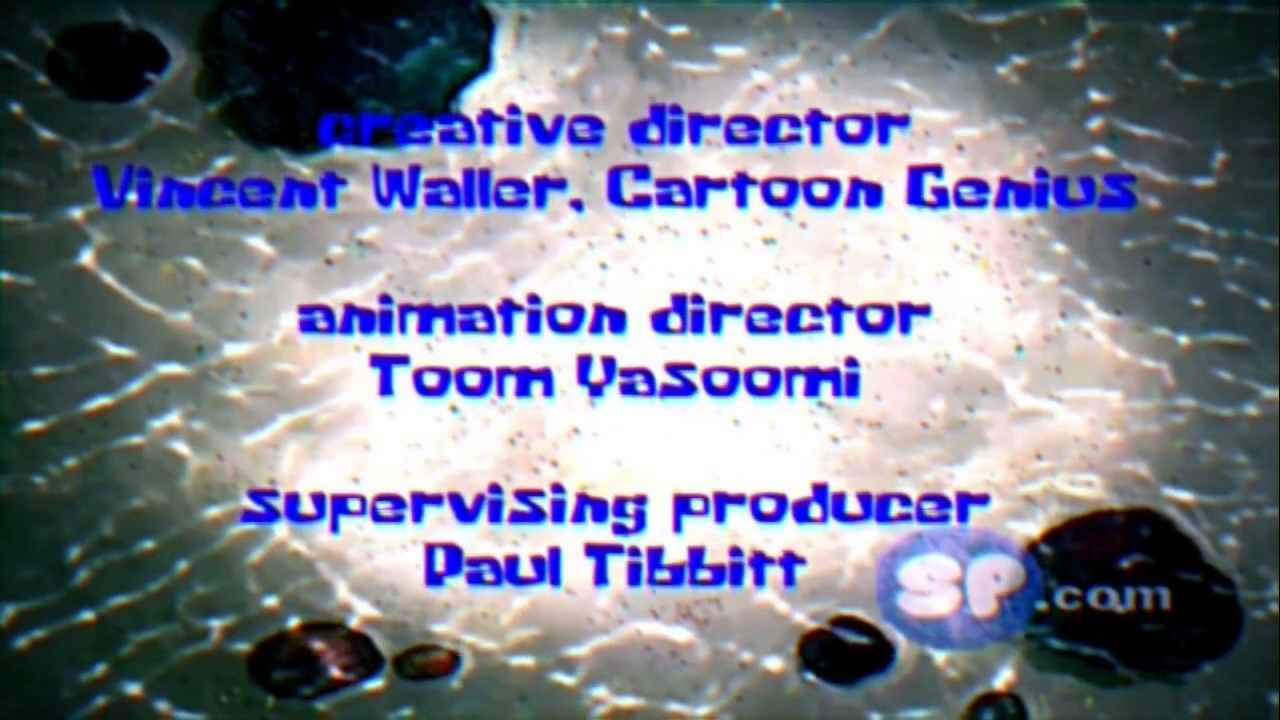 creative director
Vincent Waller, Cartoon Genius
animation director
Toom Yasoomi
supervising producer
Paul Tibbitt
SP.com